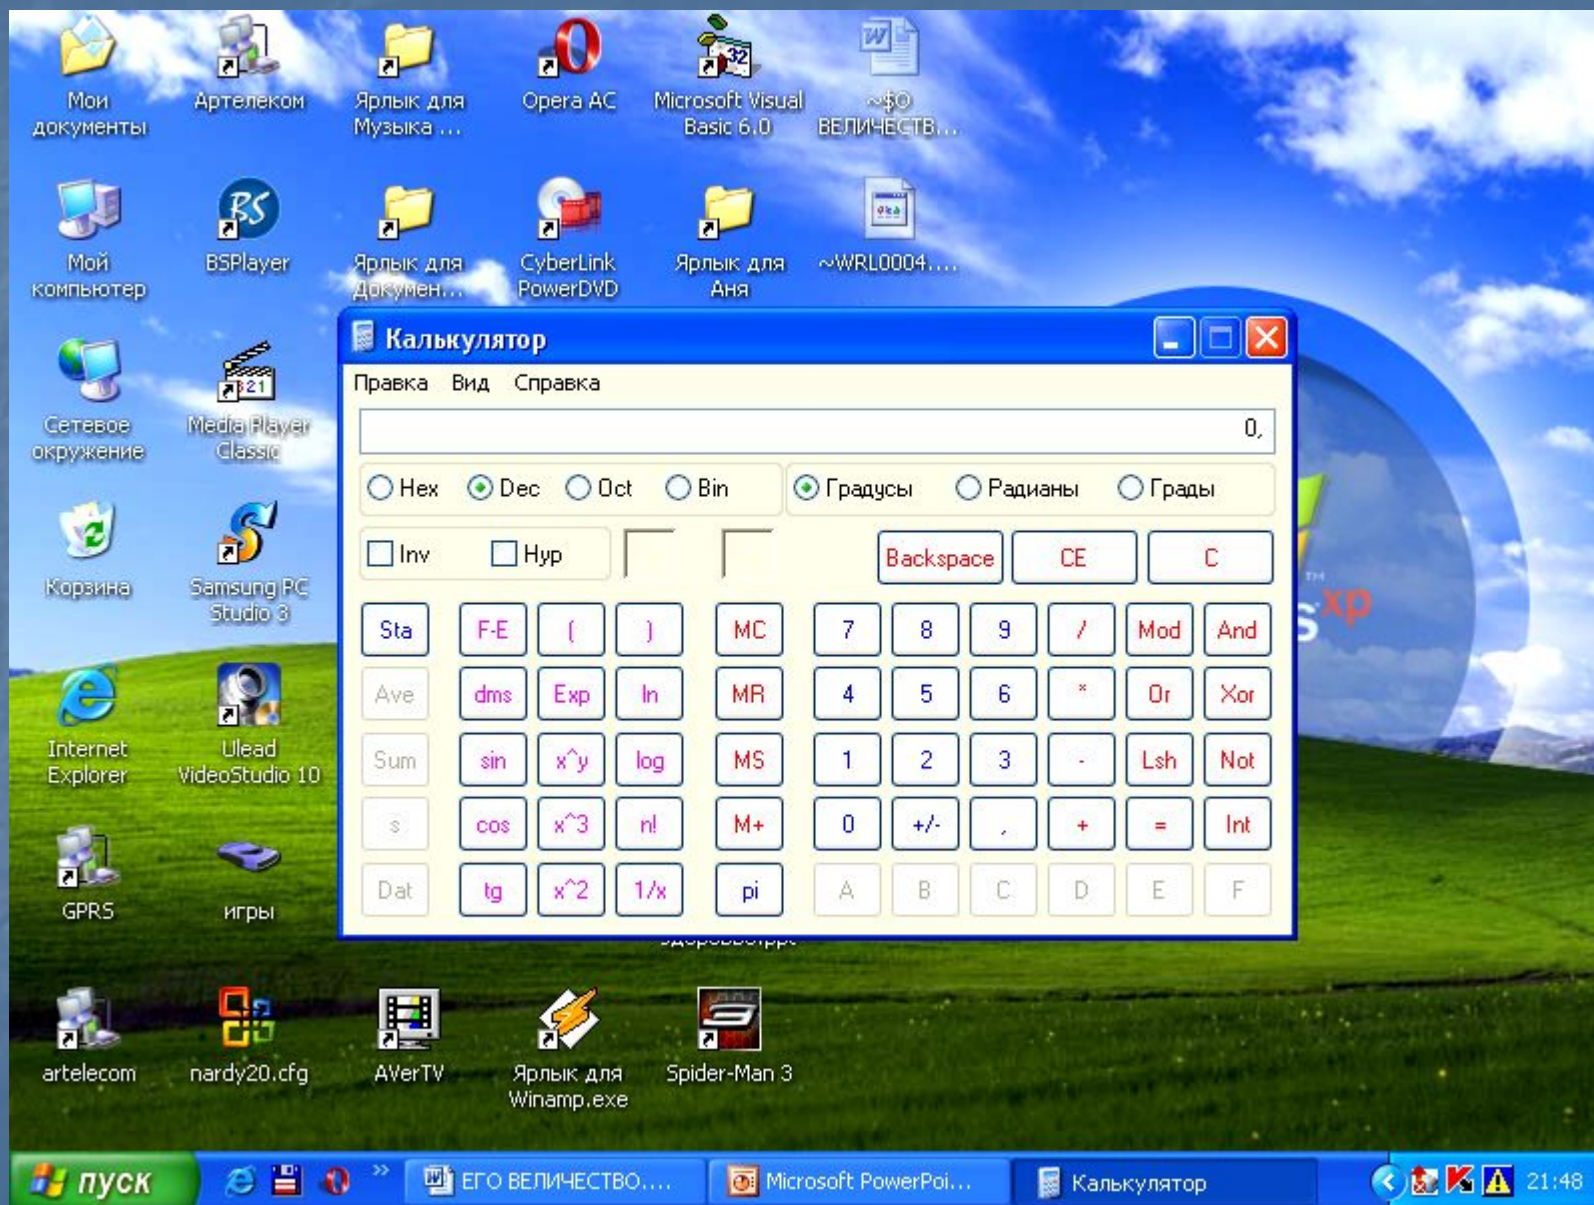 Мои
документы
Артелеком
Ярлык для
Музыка ...
Opera AC
Microsoft Visual
Basic 6.0
~$О
ВЕЛИЧЕСТВ...
Мой
компьютер
BSPlayer
Ярлык для
Докумен...
CyberLink
PowerDVD
Ярлык для
Аня
~WRL0004....
Сетевое
окружение
Media Player
Classic
Корзина
Samsung PC
Studio 3
Internet
Explorer
Ulead
VideoStudio 10
GPRS
игры
Калькулятор
Правка Вид Справка
0,
Hex Dec Oct Bin Градусы Радианы Грады
Inv Hyp Backspace CE C
Sta F-E ( ) MC 7 8 9 / Mod And
Ave dms Exp ln MR 4 5 6 * Or Xor
Sum sin x^y log MS 1 2 3 - Lsh Not
s cos x^3 n! M+ 0 +/- , + = Int
Dat tg x^2 1/x pi A B C D E F
s xp
artelecom
nardy20.cfg
AVerTV
Ярлык для
Winamp.exe
Spider-Man 3
пуск
ЕГО ВЕЛИЧЕСТВО....
Microsoft PowerPoi...
Калькулятор
21:48